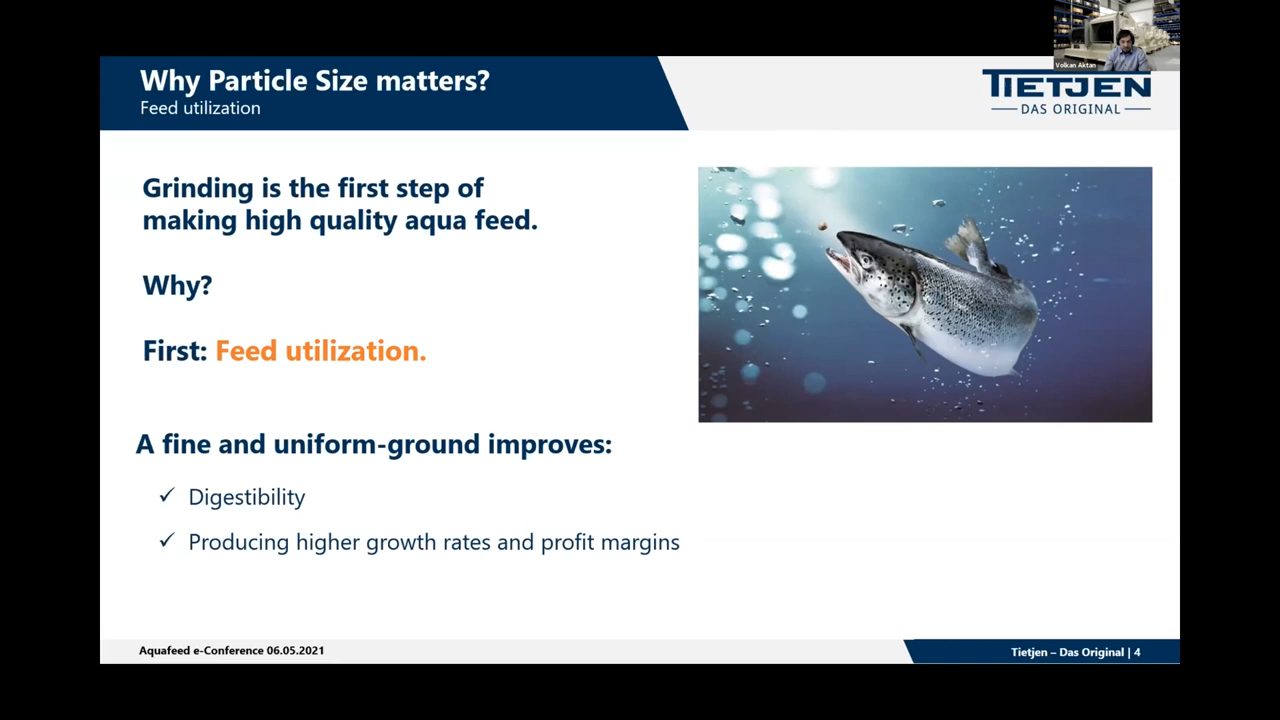 Volkan Aktan
Why Particle Size matters?
Feed utilization
TIETJEN
DAS ORIGINAL
Grinding is the first step of
making high quality aqua feed.
Why?
First: Feed utilization.
A fine and uniform-ground improves:
✓ Digestibility
✓ Producing higher growth rates and profit margins
Aquafeed e-Conference 06.05.2021
Tietjen – Das Original | 4